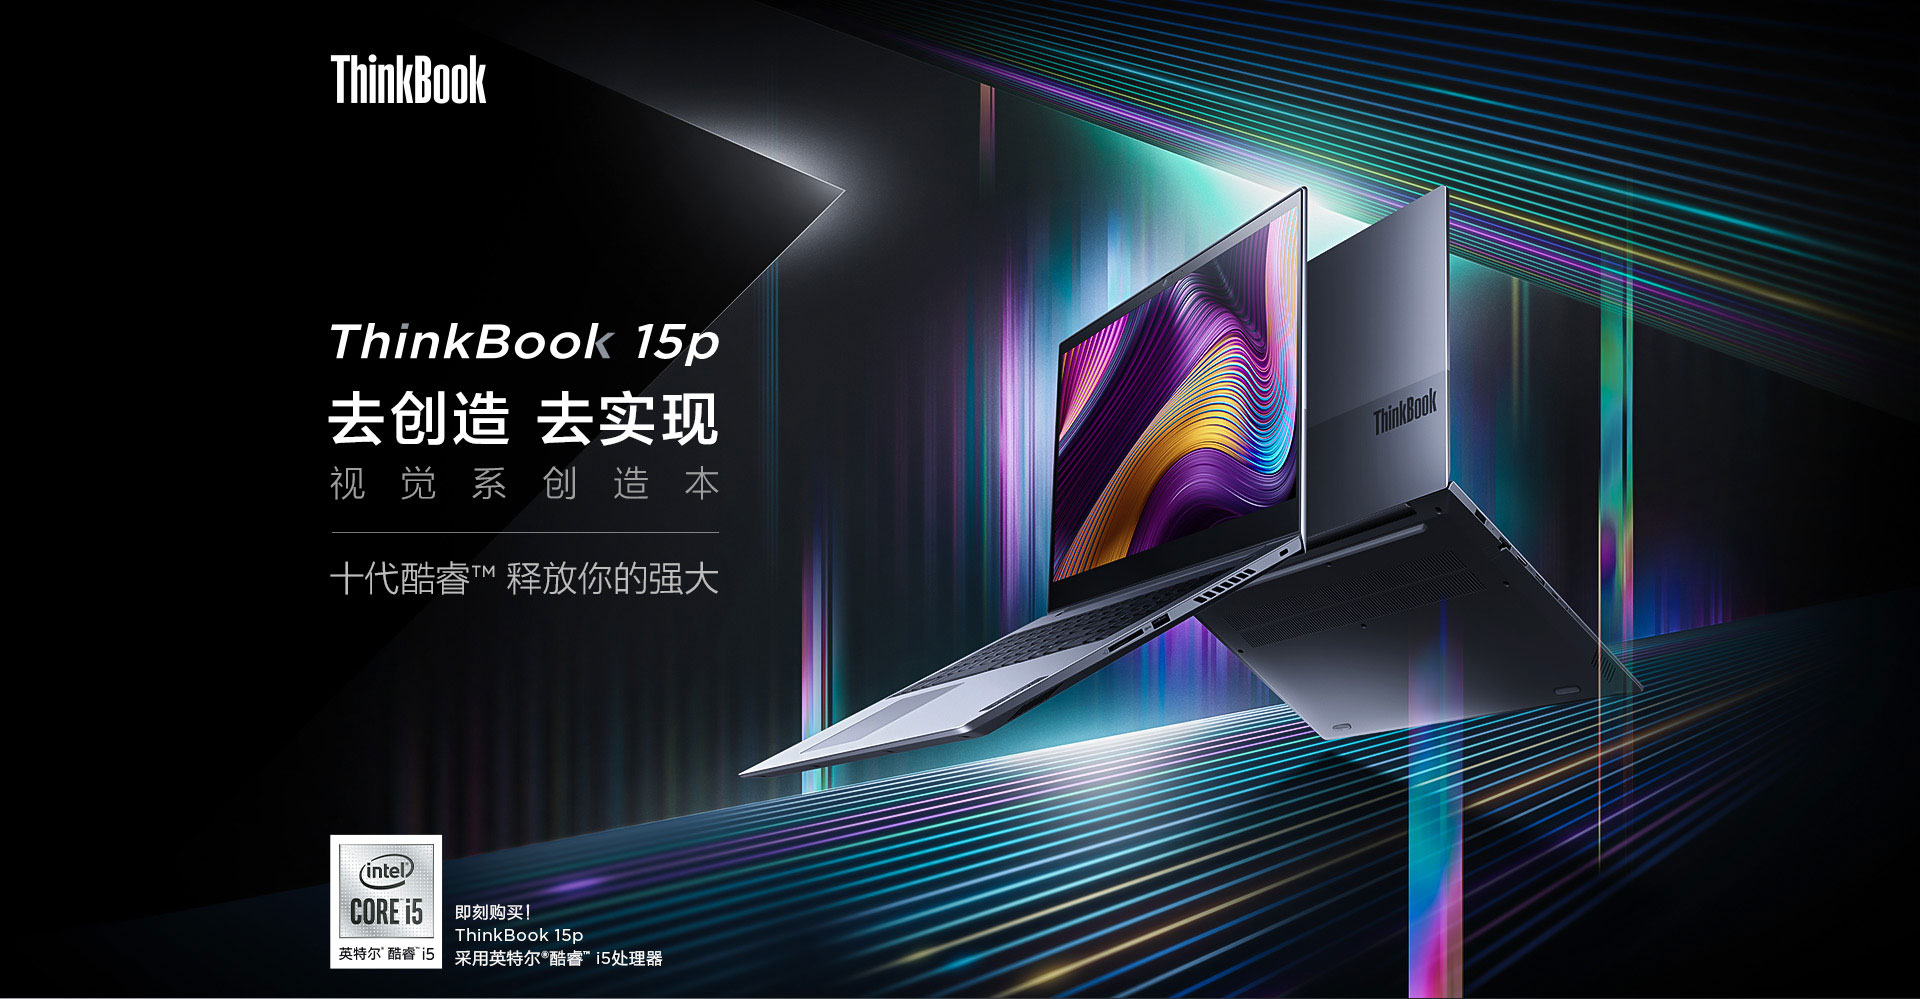 ThinkBook
ThinkBook 15p
去创造 去实现
视觉系创造本
十代酷睿™ 释放你的强大
ThinkBook
intel®
CORE™ i5
英特尔® 酷睿™ i5
即刻购买！
ThinkBook 15p
采用英特尔®酷睿™ i5处理器